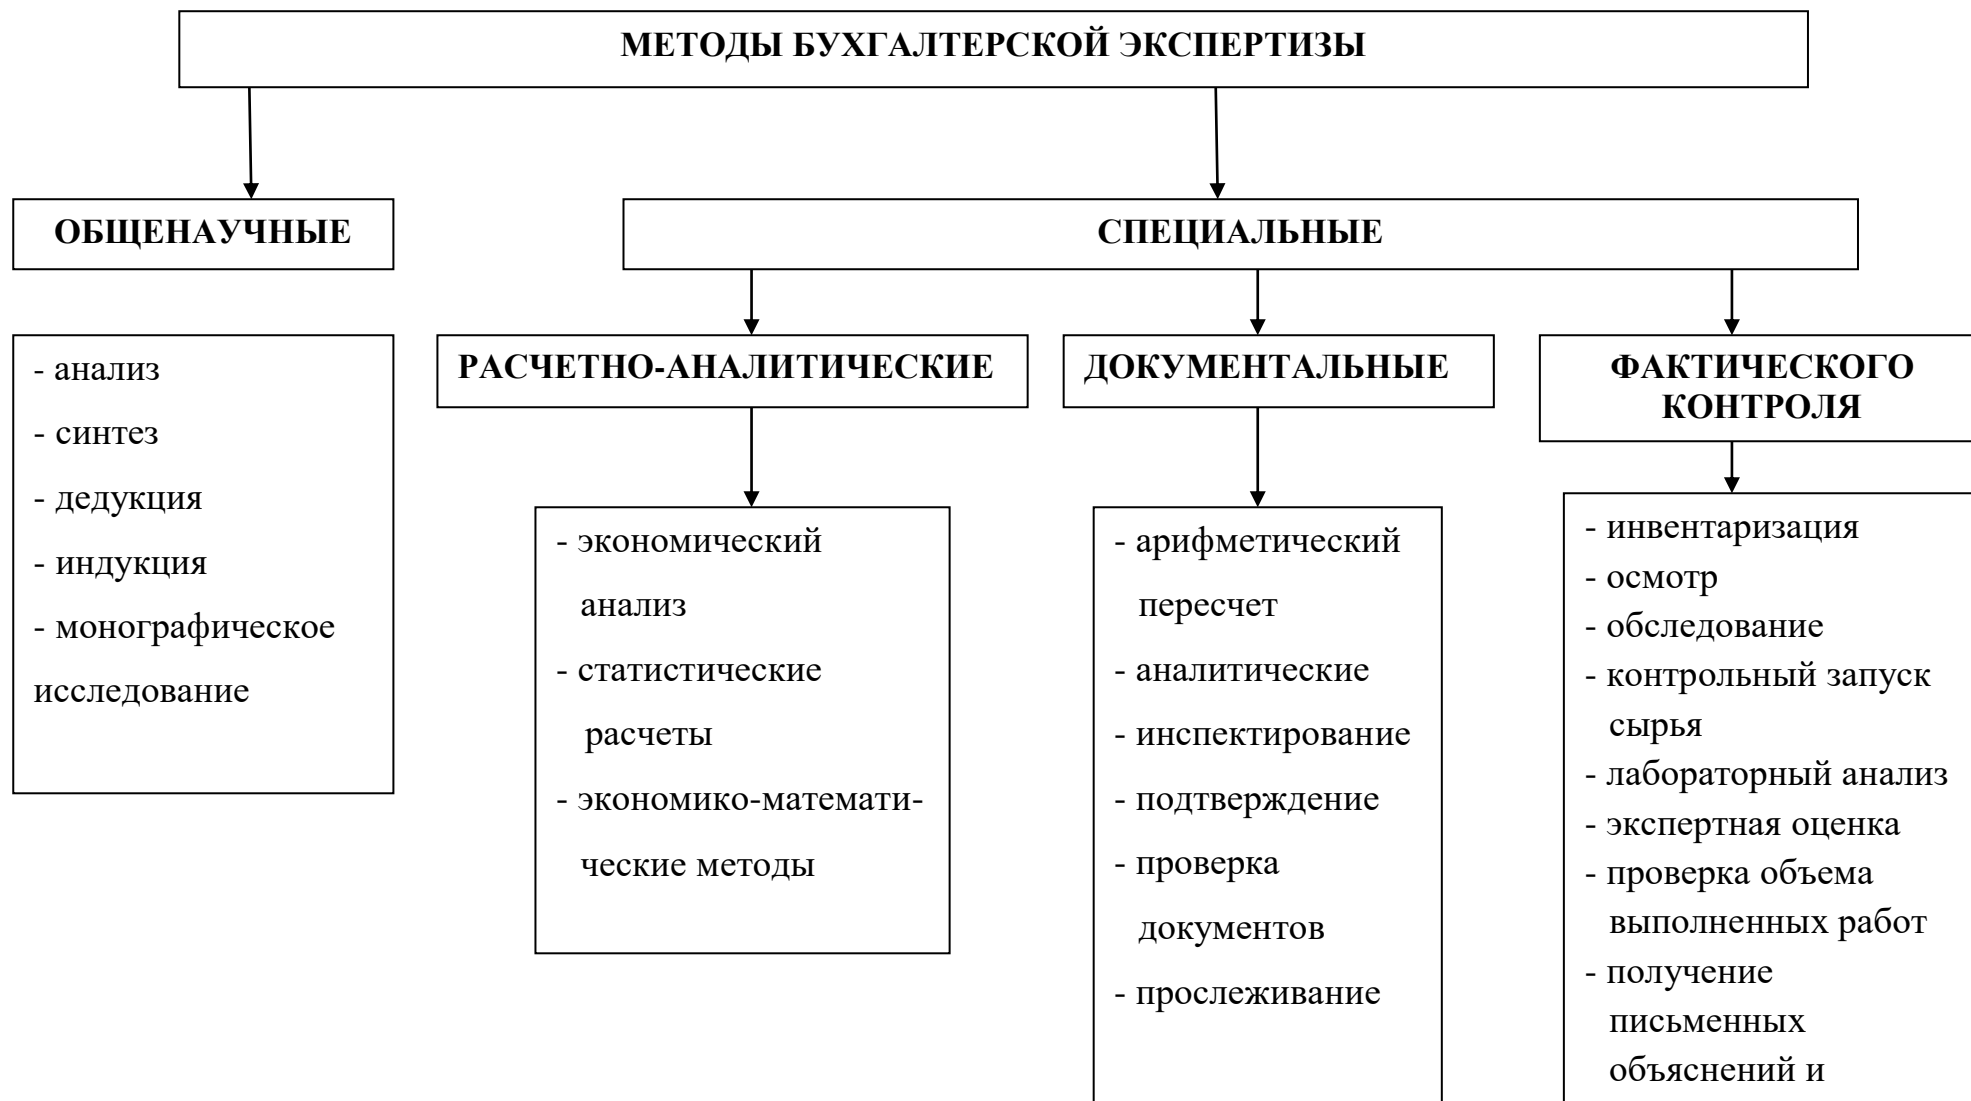 МЕТОДЫ БУХГАЛТЕРСКОЙ ЭКСПЕРТИЗЫ
ОБЩЕНАУЧНЫЕ
СПЕЦИАЛЬНЫЕ
- анализ
- синтез
- дедукция
- индукция
- монографическое
исследование
РАСЧЕТНО-АНАЛИТИЧЕСКИЕ
- экономический
анализ
- статистические
расчеты
- экономико-математи-
ческие методы
ДОКУМЕНТАЛЬНЫЕ
- арифметический
пересчет
- аналитические
- инспектирование
- подтверждение
- проверка
документов
- прослеживание
ФАКТИЧЕСКОГО
КОНТРОЛЯ
- инвентаризация
- осмотр
- обследование
- контрольный запуск
сырья
- лабораторный анализ
- экспертная оценка
- проверка объема
выполненных работ
- получение
письменных
объяснений и